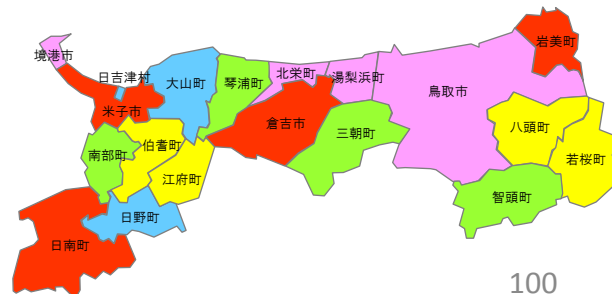 境港市
日吉津村
米子市
大山町
琴浦町
北栄町
湯梨浜町
鳥取市
岩美町
南部町
伯耆町
倉吉市
三朝町
八頭町
若桜町
江府町
智頭町
日南町
日野町
100